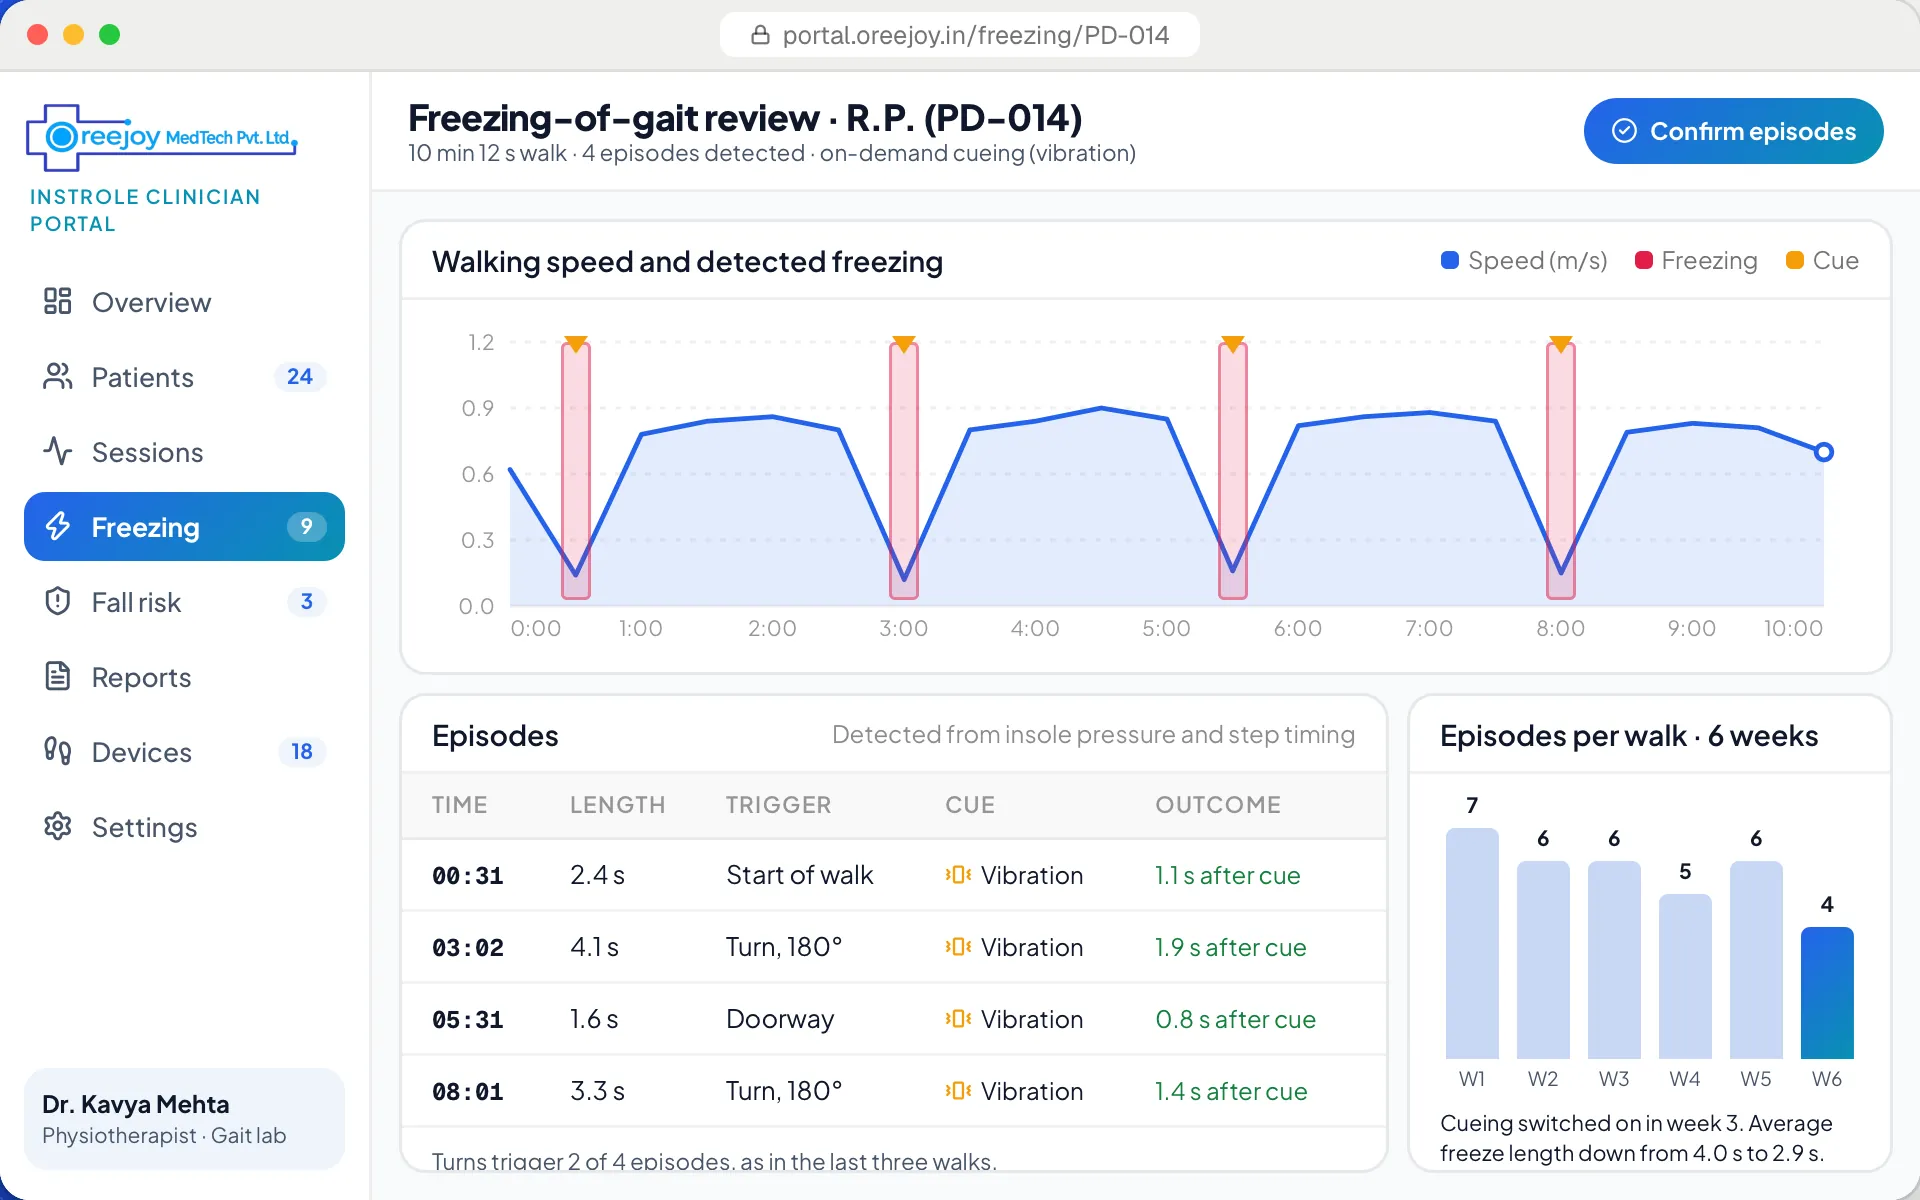 portal.oreejoy.in/freezing/PD-014
Oreejoy MedTech Pvt. Ltd.
INSTROLE CLINICIAN
PORTAL
Overview
Patients 24
Sessions
Freezing 9
Fall risk 3
Reports
Devices 18
Settings
Dr. Kavya Mehta
Physiotherapist · Gait lab
Freezing-of-gait review · R.P. (PD-014)
10 min 12 s walk · 4 episodes detected · on-demand cueing (vibration)
Confirm episodes
Walking speed and detected freezing
Speed (m/s) Freezing Cue
1.2
0.9
0.6
0.3
0.0
0:00 1:00 2:00 3:00 4:00 5:00 6:00 7:00 8:00 9:00 10:00
Episodes
Detected from insole pressure and step timing
TIME LENGTH TRIGGER CUE OUTCOME
00:31 2.4 s Start of walk Vibration 1.1 s after cue
03:02 4.1 s Turn, 180° Vibration 1.9 s after cue
05:31 1.6 s Doorway Vibration 0.8 s after cue
08:01 3.3 s Turn, 180° Vibration 1.4 s after cue
Turns trigger 2 of 4 episodes, as in the last three walks.
Episodes per walk · 6 weeks
7 6 6 5 6 4
W1 W2 W3 W4 W5 W6
Cueing switched on in week 3. Average
freeze length down from 4.0 s to 2.9 s.